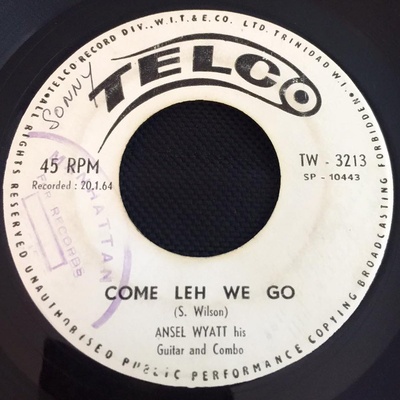 TELCO RECORD DIV., W.I.T.& E. CO. LTD. TRINIDAD W.I.
ALL RIGHTS RESERVED UNAUTHORISED PUBLIC PERFORMANCE COPYING BROADCASTING FORBIDDEN
SONNY
TELCO
45 RPM
Recorded : 20.1.64
TW - 3213
SP - 10443
MANHATTAN
RECORDS
COME LEH WE GO
(S. Wilson)
ANSEL WYATT his
Guitar and Combo